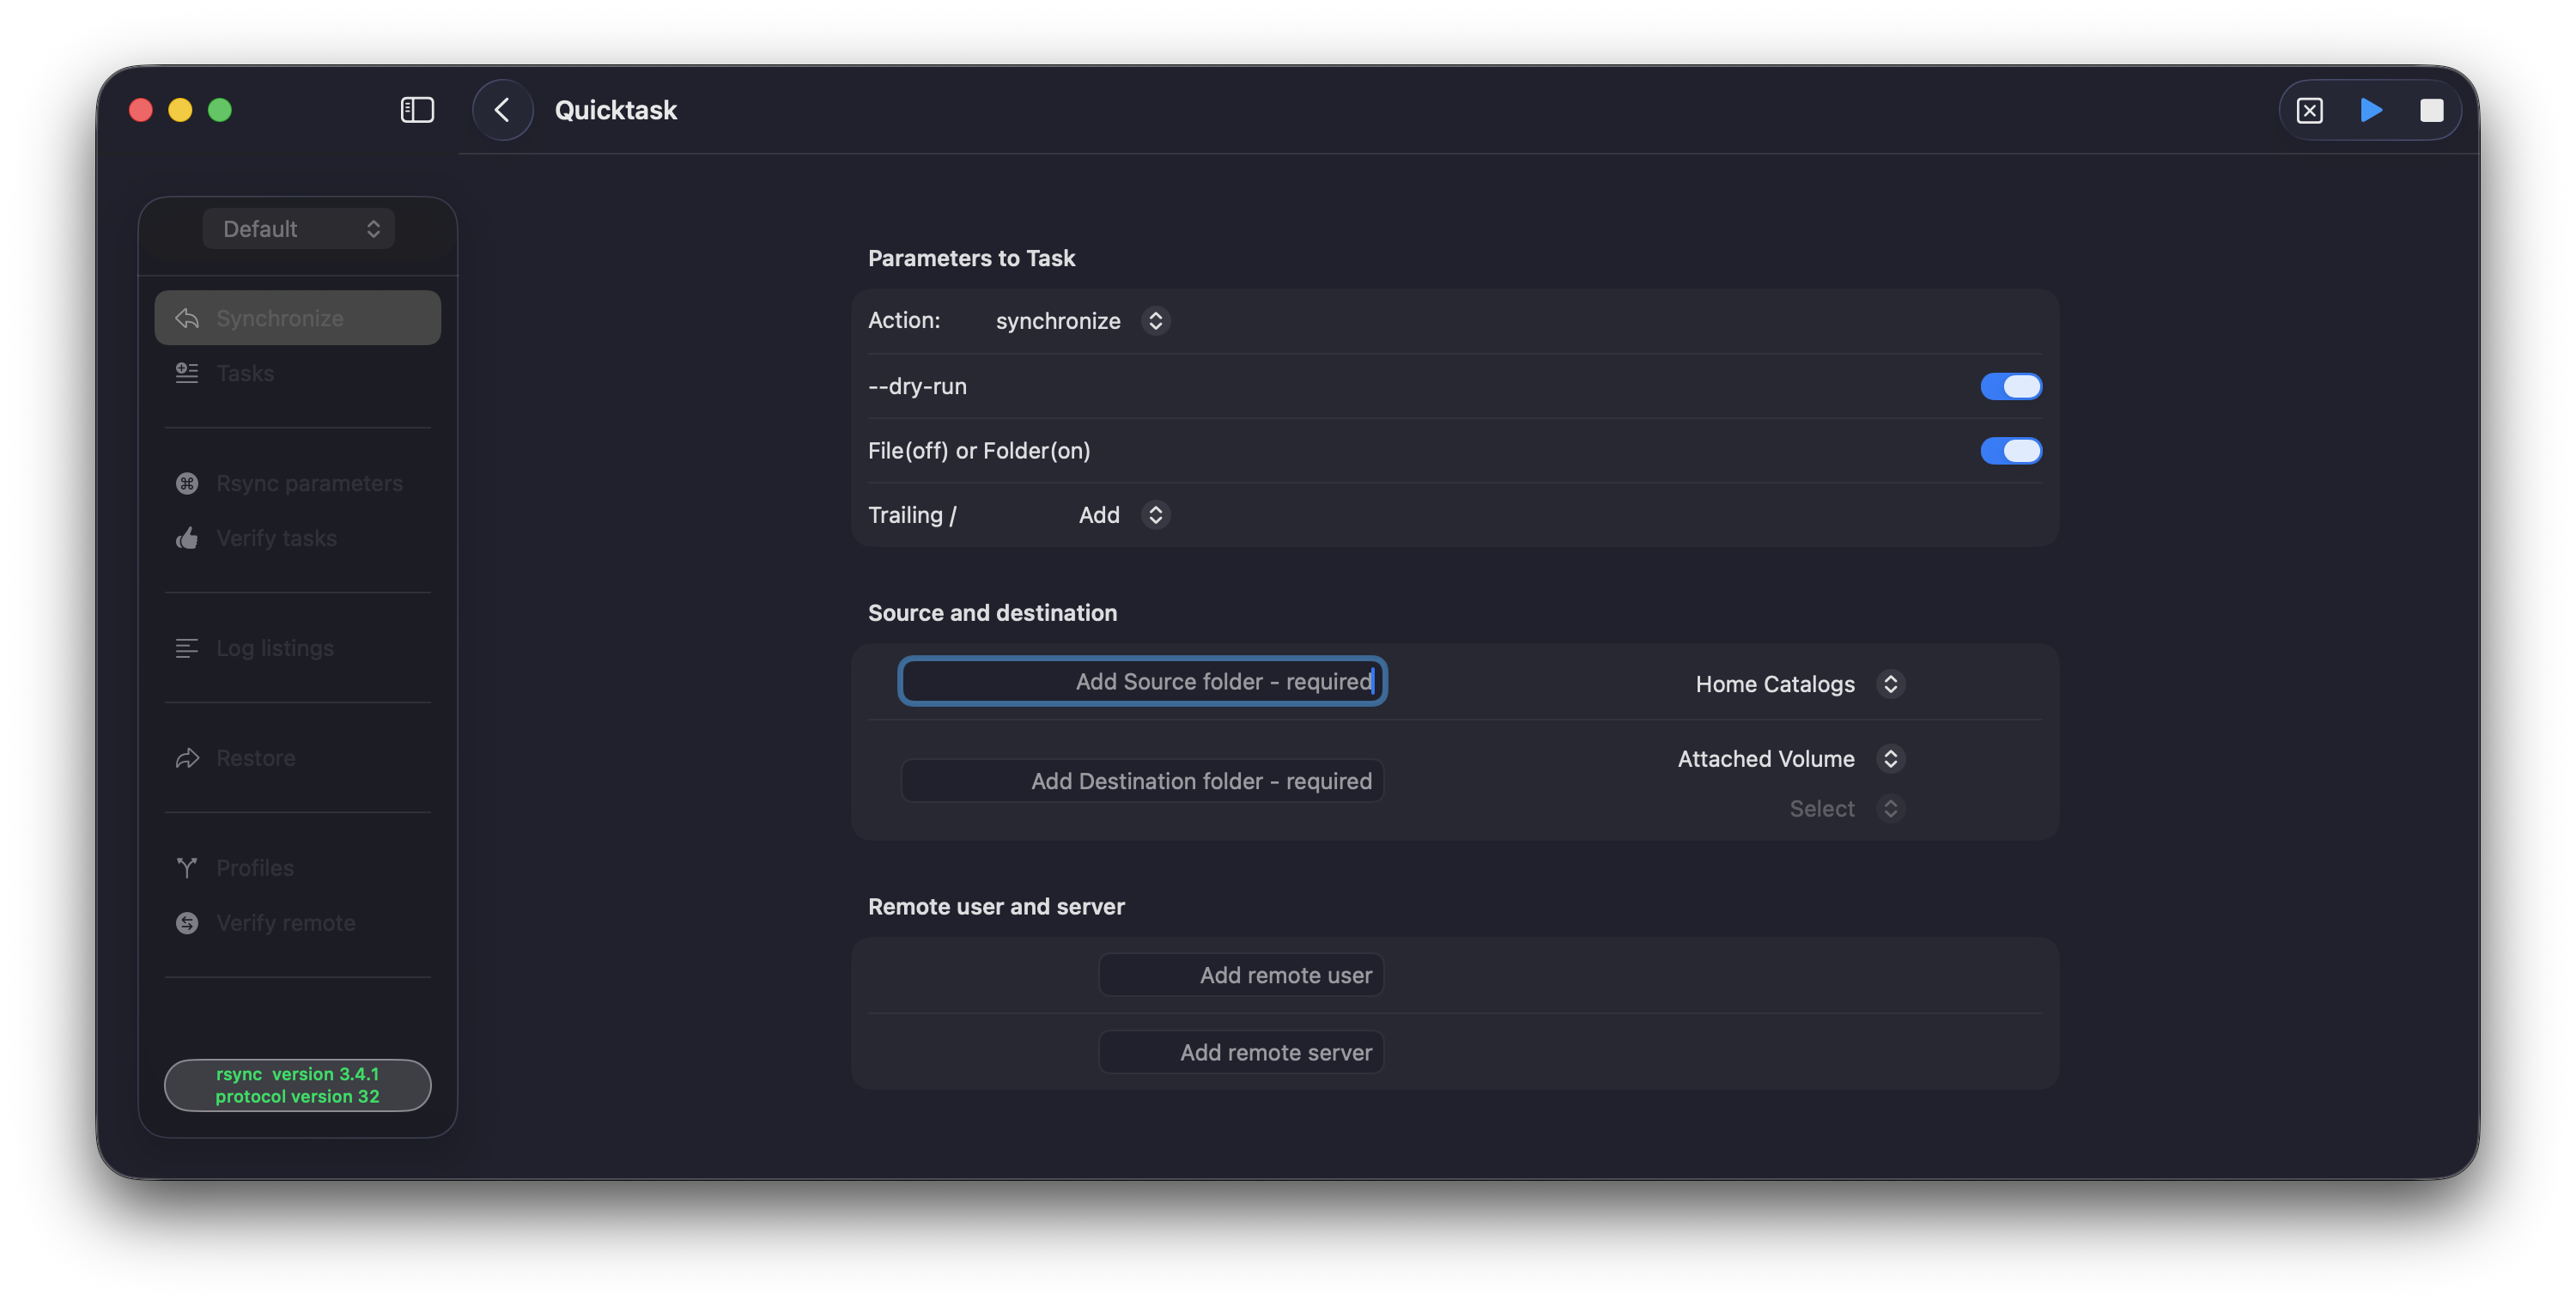 Quicktask
Default
Synchronize
Tasks
Rsync parameters
Verify tasks
Log listings
Restore
Profiles
Verify remote
rsync  version 3.4.1
protocol version 32
Parameters to Task
Action: synchronize
--dry-run
File(off) or Folder(on)
Trailing / Add
Source and destination
Add Source folder - required Home Catalogs
Attached Volume
Add Destination folder - required
Select
Remote user and server
Add remote user
Add remote server